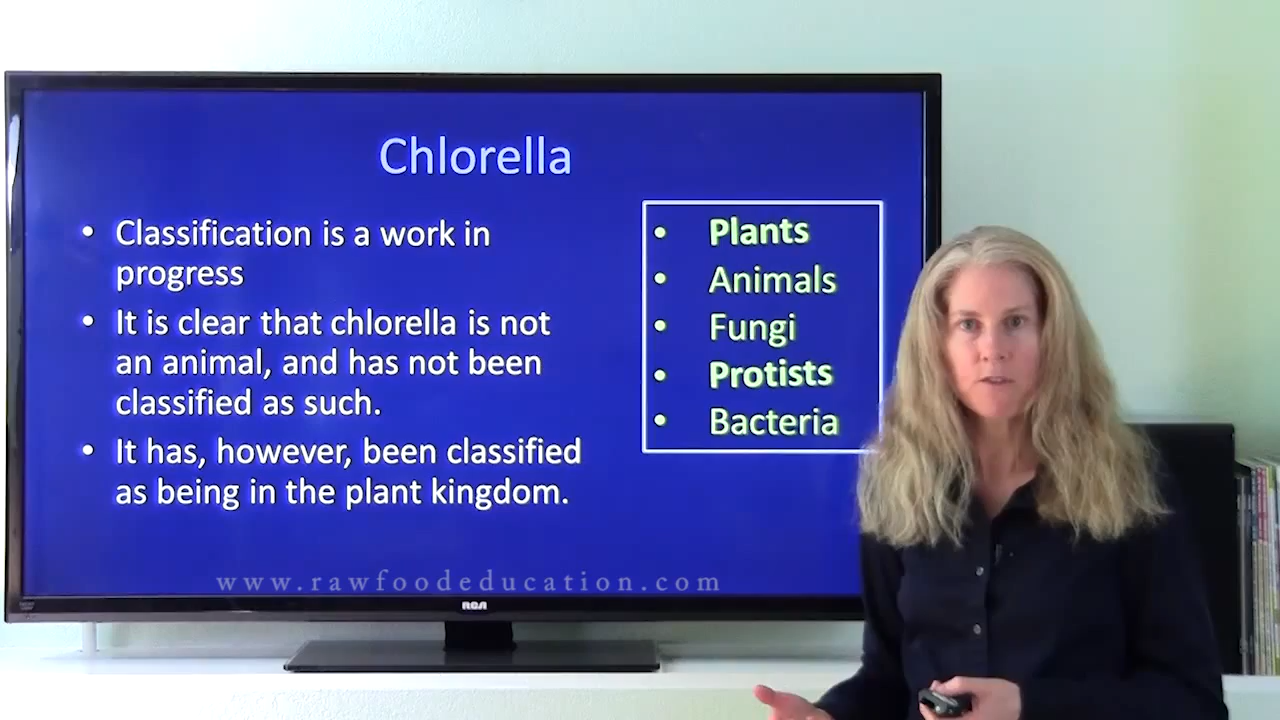 Chlorella
• Classification is a work in
progress
• It is clear that chlorella is not
an animal, and has not been
classified as such.
• It has, however, been classified
as being in the plant kingdom.
• Plants
• Animals
• Fungi
• Protists
• Bacteria
www.rawfoodeducation.com
RCA